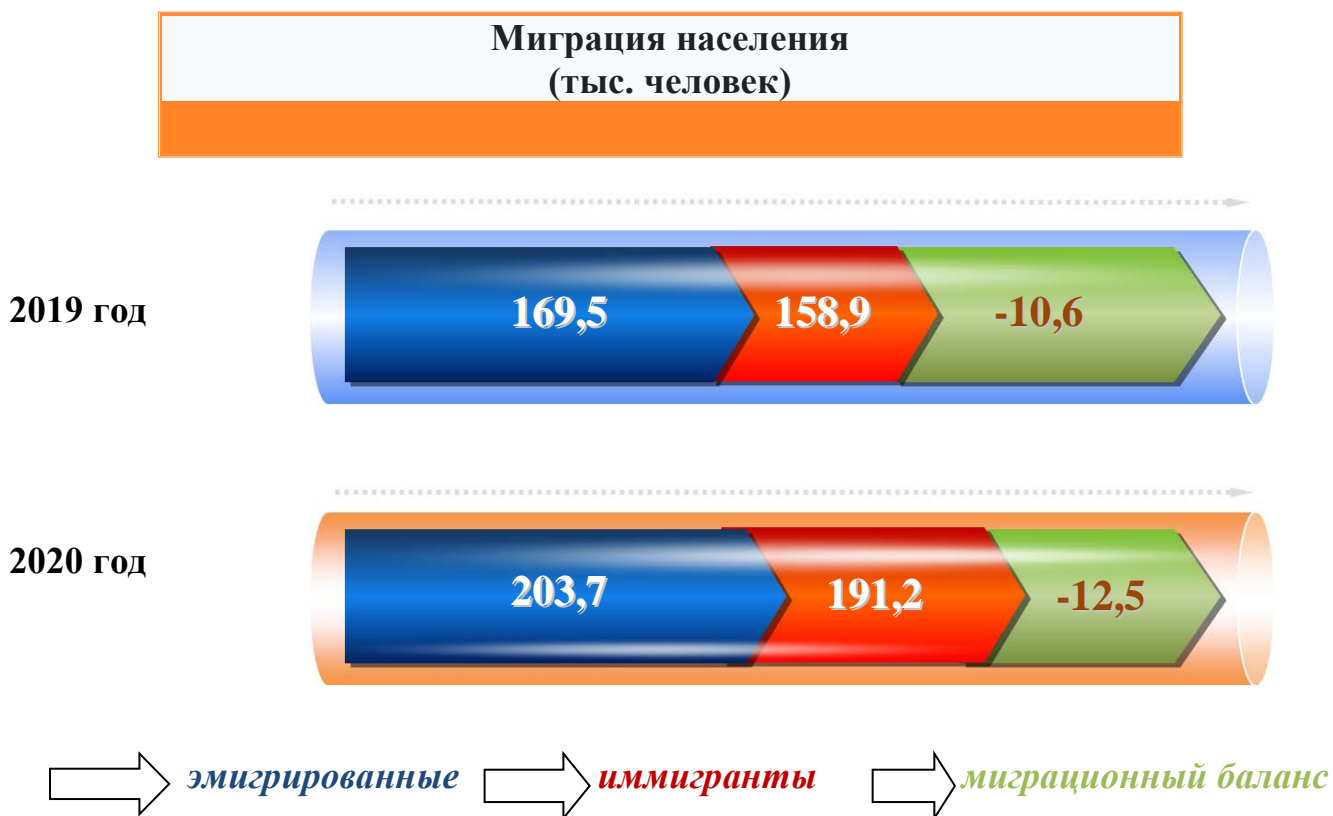 Миграция населения
(тыс. человек)
2019 год
169,5 158,9 -10,6
2020 год
203,7 191,2 -12,5
эмигрированные иммигранты миграционный баланс